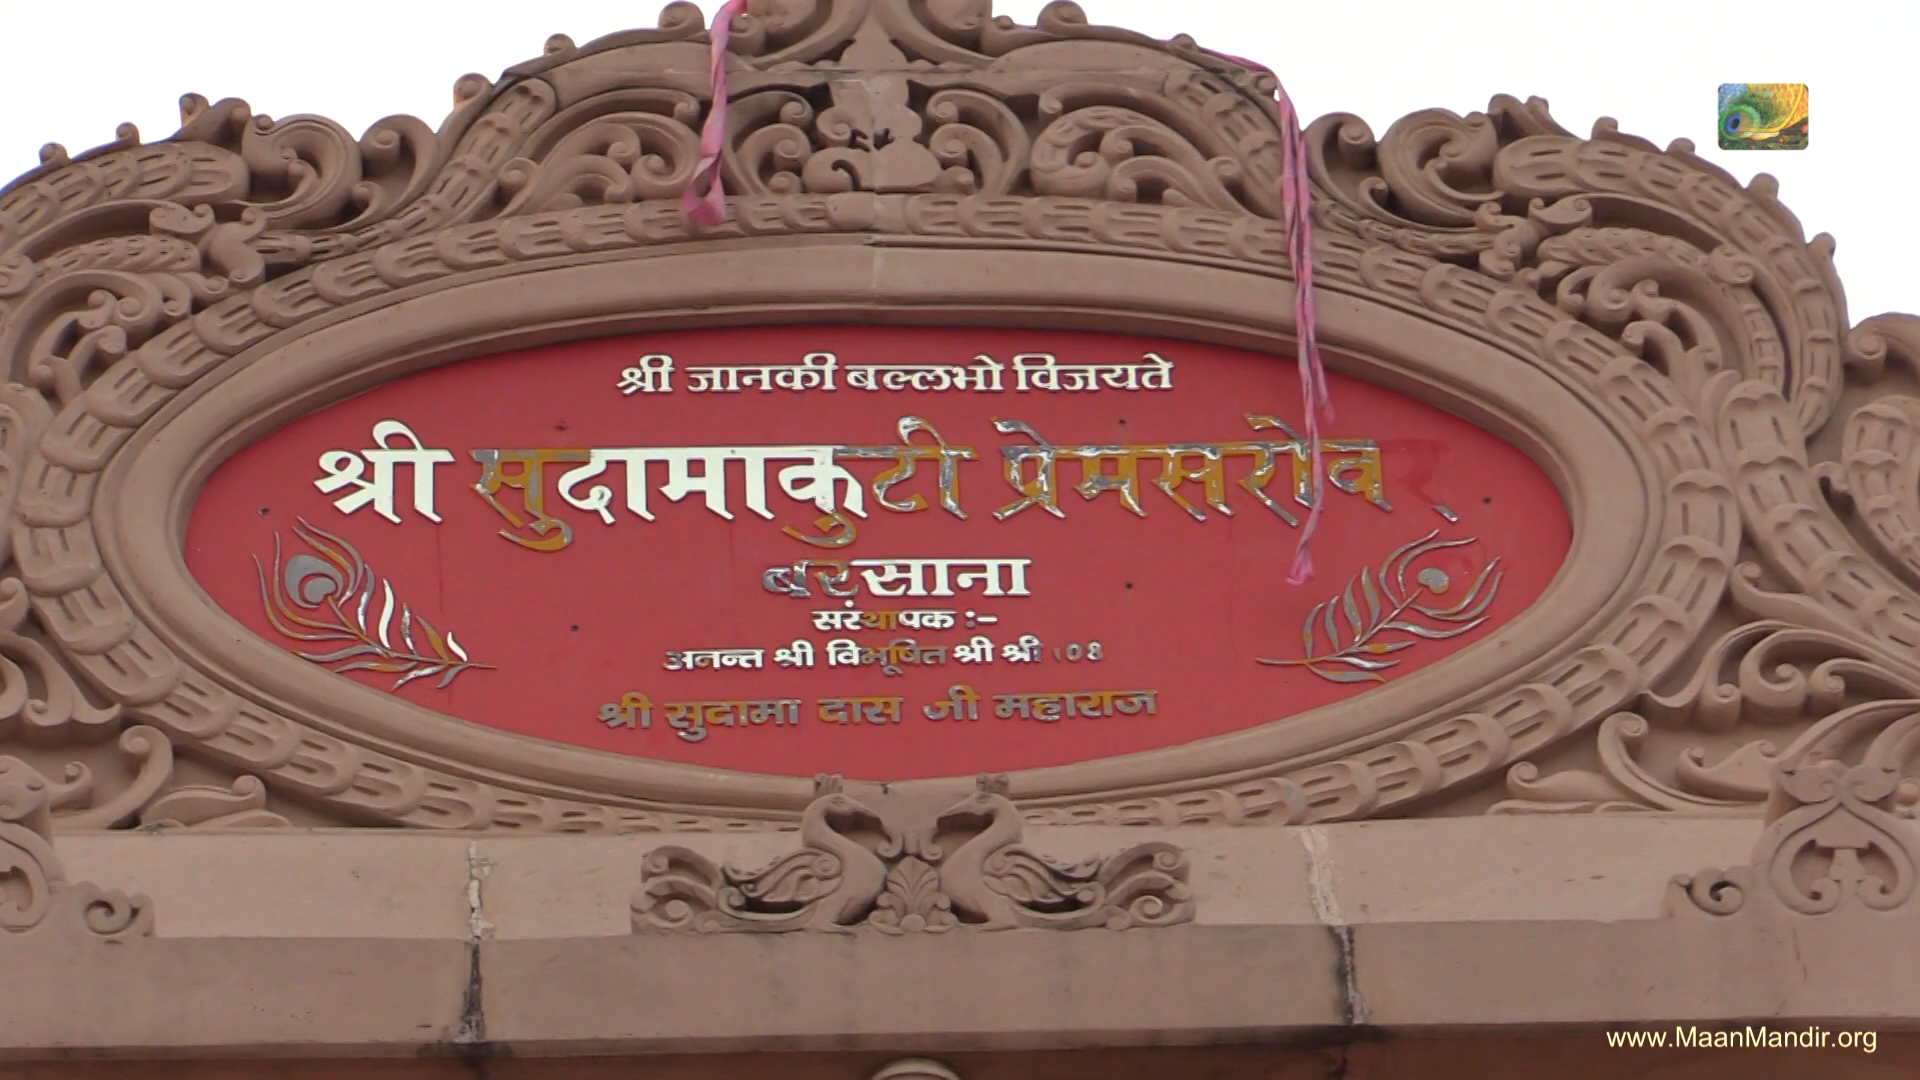 श्री जानकी बल्लभो विजयते
श्री सुदामाकुटी प्रेमसरोवर
बरसाना
संस्थापक :-
अनन्त श्री विभूषित श्री श्री १०८
श्री सुदामा दास जी महाराज
www.MaanMandir.org